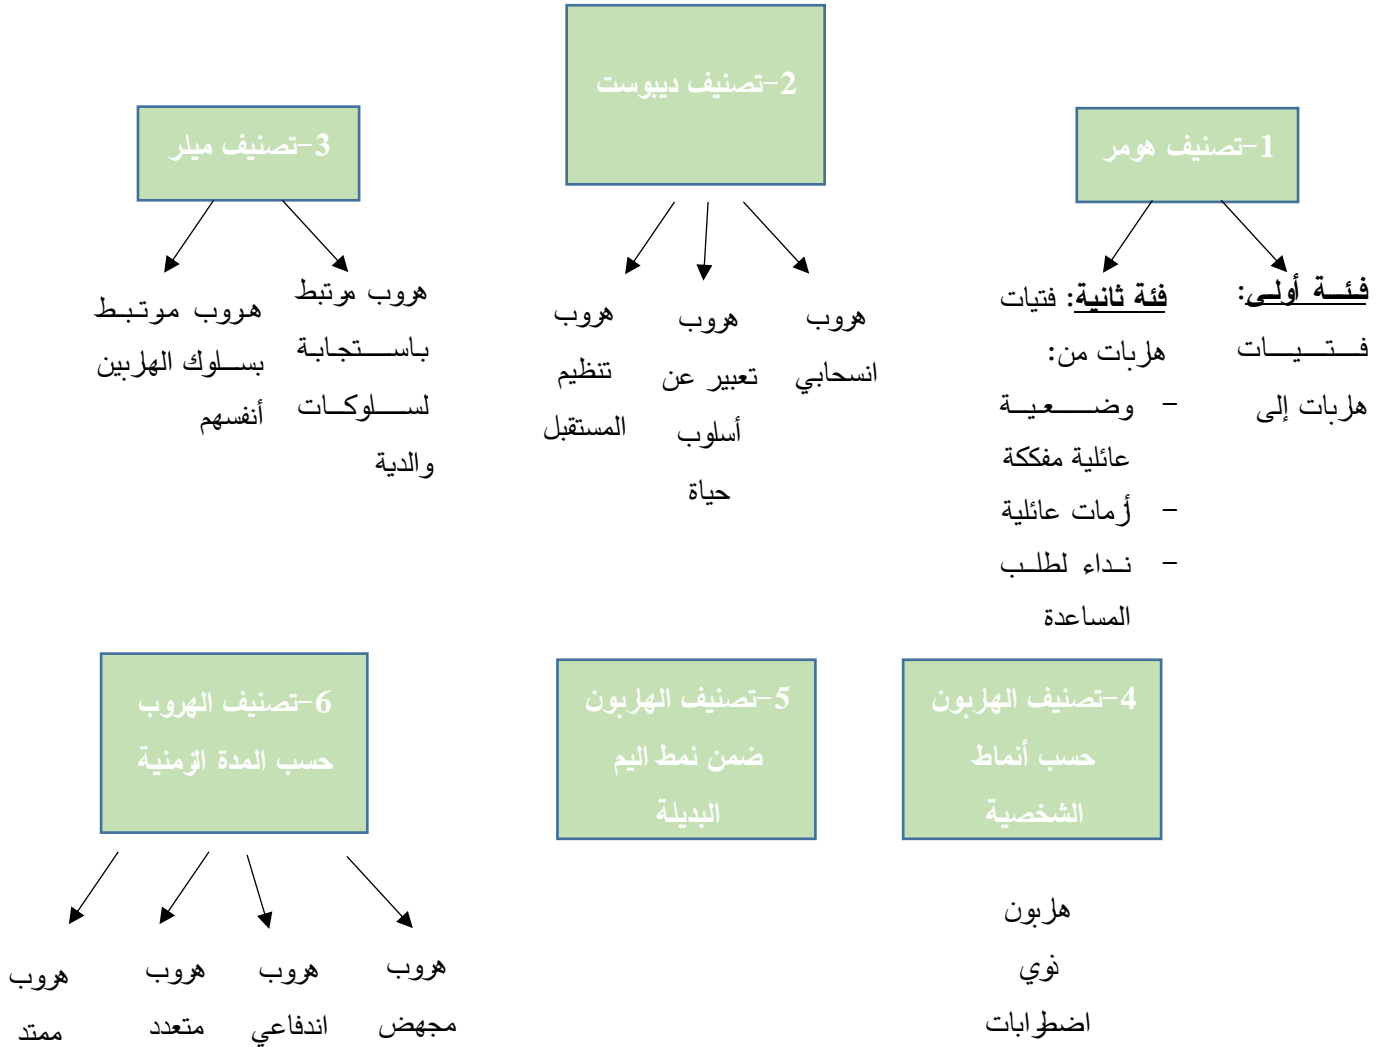 1-تصنيف هومر
فئة أولى:
فتيات
هاربات إلى
فئة ثانية: فتيات
هاربات من:
- وضعية
عائلية مفككة
- أزمات عائلية
- نداء لطلب
المساعدة
2-تصنيف ديبوست
هروب
انسحابي
هروب
تعبير عن
أسلوب
حياة
هروب
تنظيم
المستقبل
3-تصنيف ميلر
هروب مرتبط
باستجابة
لسلوكات
والدية
هروب مرتبط
بسلوك الهاربين
أنفسهم
4-تصنيف الهاربون
حسب أنماط
الشخصية
هاربون
ذوي
اضطرابات
5-تصنيف الهاربون
ضمن نمط اليم
البديلة
6-تصنيف الهروب
حسب المدة الزمنية
هروب
مجهض
هروب
اندفاعي
هروب
متعدد
هروب
ممتد